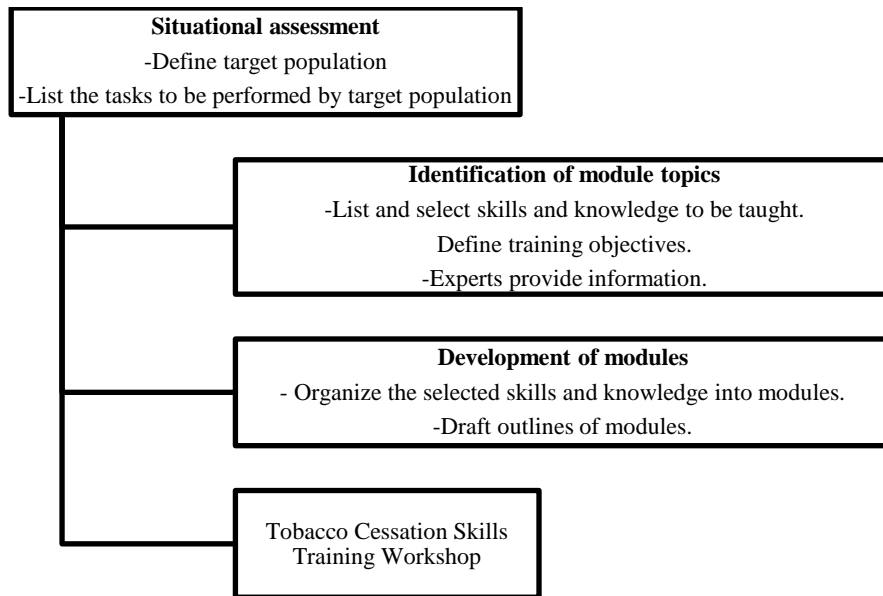 Situational assessment
-Define target population
-List the tasks to be performed by target population
Identification of module topics
-List and select skills and knowledge to be taught.
Define training objectives.
-Experts provide information.
Development of modules
- Organize the selected skills and knowledge into modules.
-Draft outlines of modules.
Tobacco Cessation Skills
Training Workshop